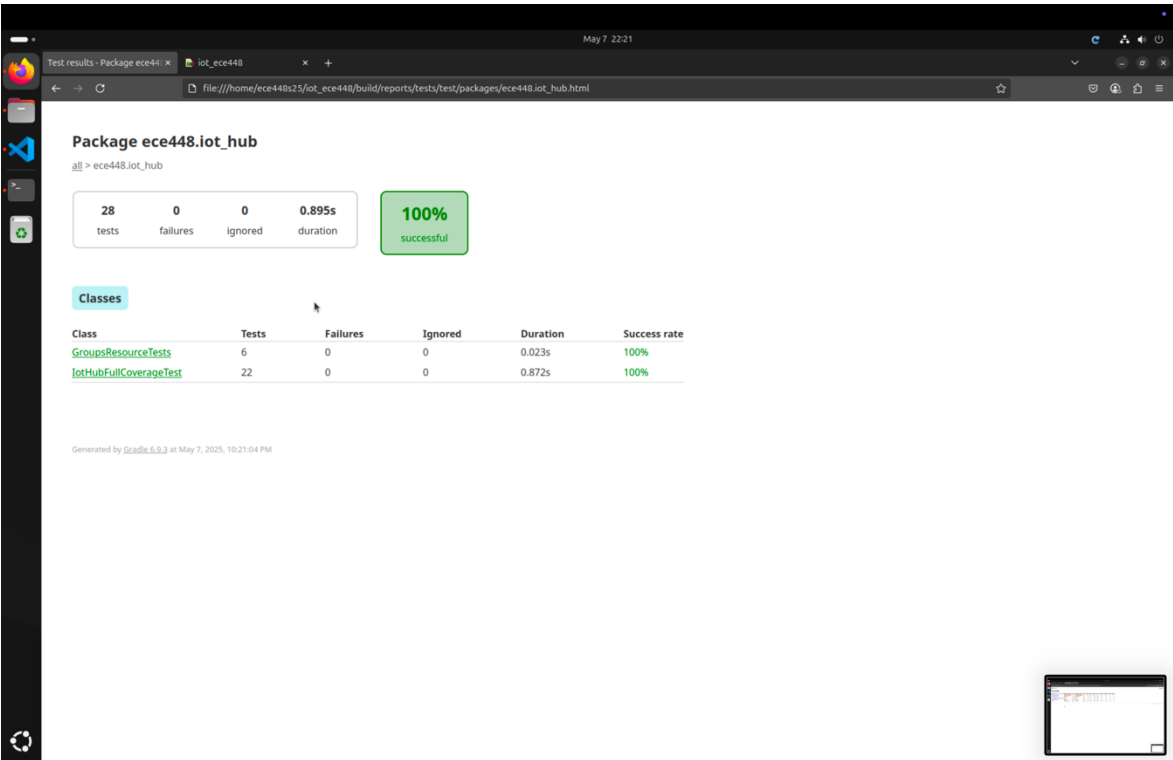 May 7 22:21
Test results - Package ece44
iot_ece448
file:///home/ece448s25/iot_ece448/build/reports/tests/test/packages/ece448.iot_hub.html
Package ece448.iot_hub
all > ece448.iot_hub
28 0 0 0.895s
tests failures ignored duration
100%
successful
Classes
Class Tests Failures Ignored Duration Success rate
GroupsResourceTests 6 0 0 0.023s 100%
IotHubFullCoverageTest 22 0 0 0.872s 100%
Generated by Gradle 6.9.3 at May 7, 2025, 10:21:04 PM